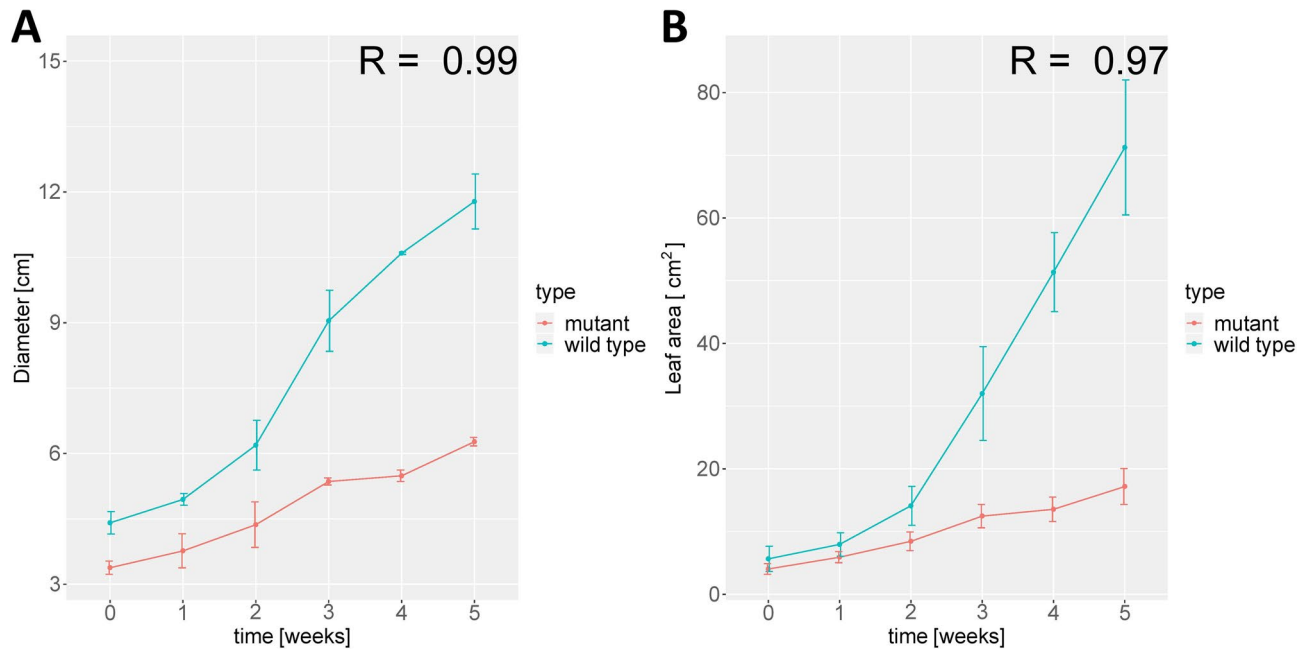 A
R = 0.99
15
12
9
6
3
Diameter [cm]
0 1 2 3 4 5
time [weeks]
type
mutant
wild type
B
R = 0.97
80
60
40
20
0
Leaf area [ cm²]
0 1 2 3 4 5
time [weeks]
type
mutant
wild type